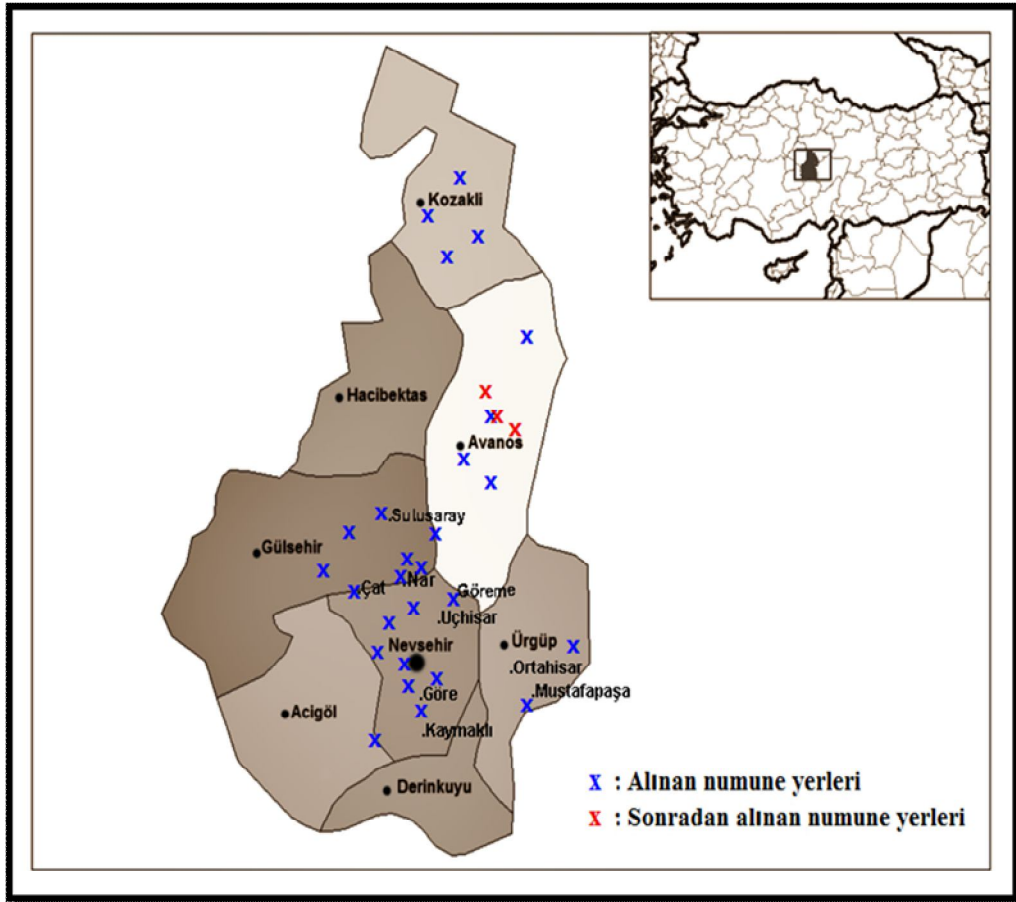 Kozakli
Hacibektas
Avanos
.Sulusaray
Gülsehir
.Çat
.Nar
Göreme
.Uçhisar
Nevsehir
Ürgüp
.Ortahisar
.Mustafapaşa
.Göre
Acigöl
.Kaymaklı
Derinkuyu
x : Alınan numune yerleri
x : Sonradan alınan numune yerleri